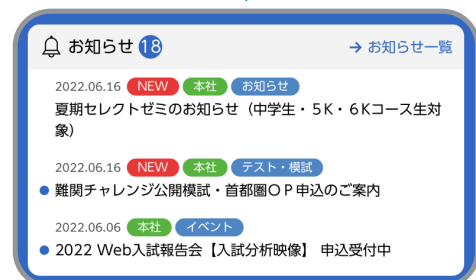 お知らせ 18 → お知らせ一覧
2022.06.16 NEW 本社 お知らせ
夏期セレクトゼミのお知らせ（中学生・５K・６Kコース生対
象）
2022.06.16 NEW 本社 テスト・模試
難関チャレンジ公開模試・首都圏ＯＰ申込のご案内
2022.06.06 本社 イベント
2022 Web入試報告会【入試分析映像】 申込受付中